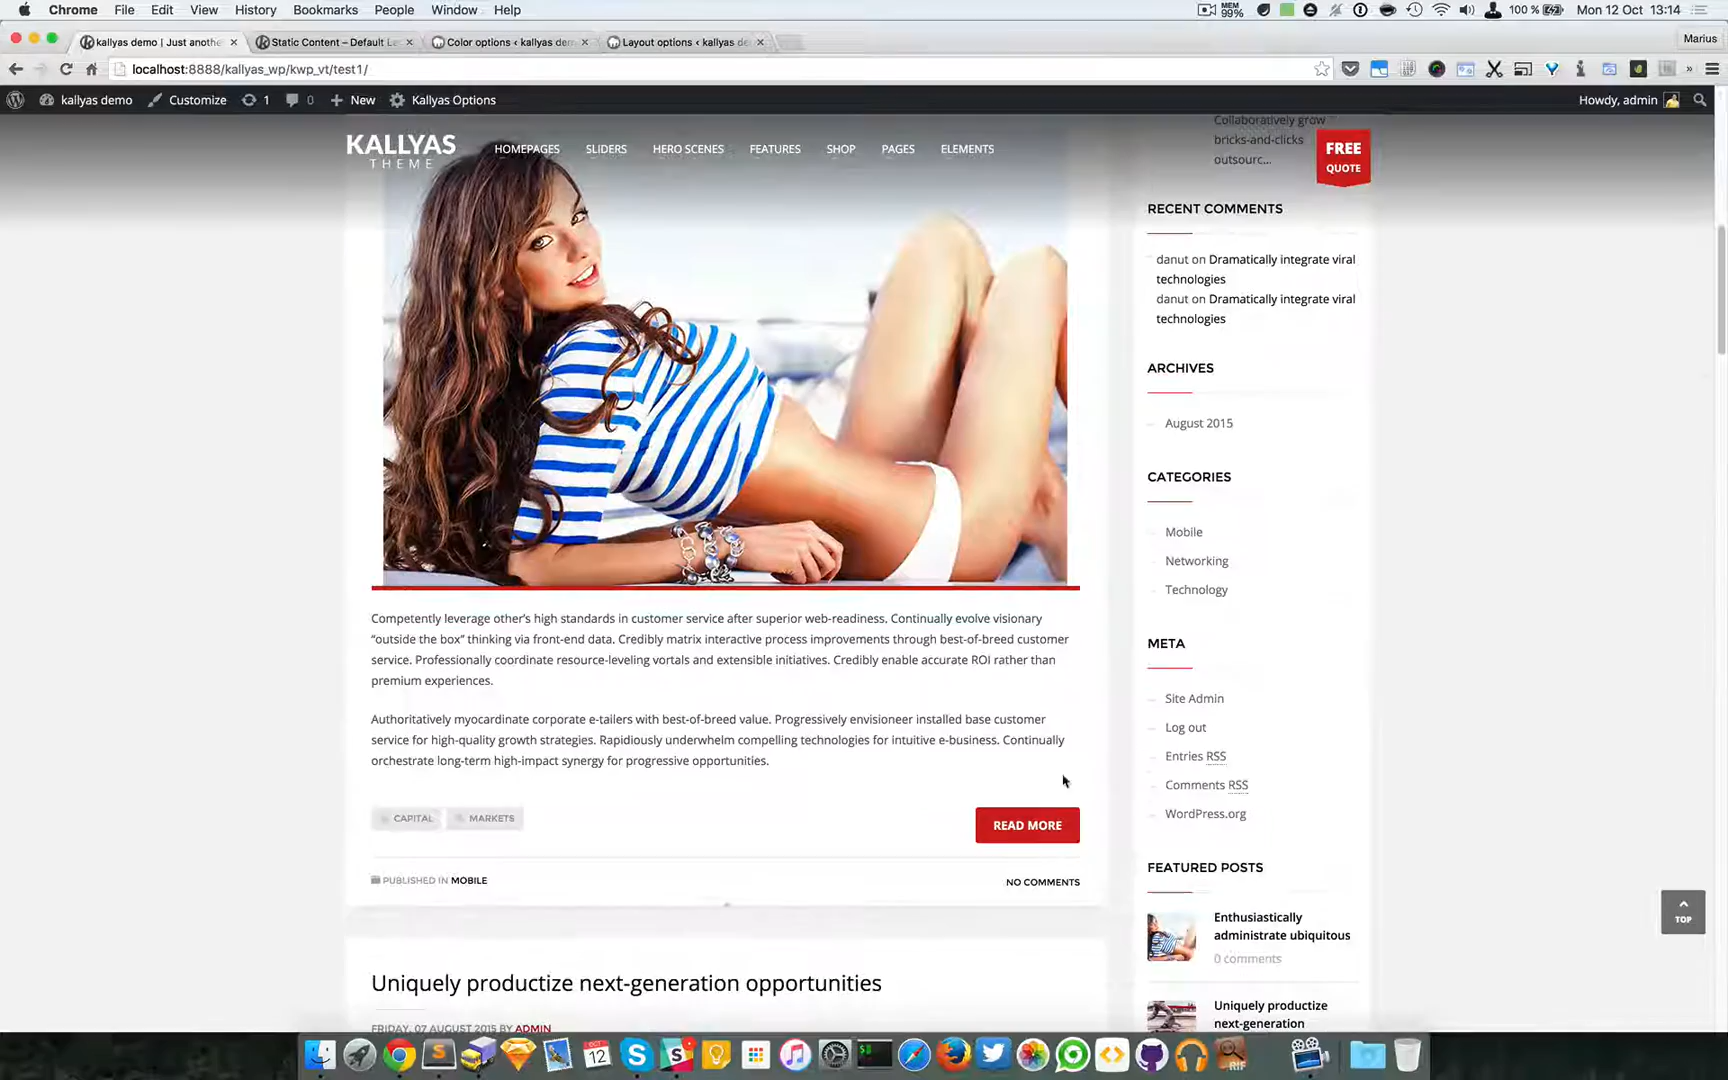 Chrome File Edit View History Bookmarks People Window Help MEM 99% 100 % Mon 12 Oct 13:14
kallyas demo | Just anothe Static Content – Default La Color options ‹ kallyas dem Layout options ‹ kallyas de Marius
localhost:8888/kallyas_wp/kwp_vt/test1/ »
kallyas demo Customize 1 0 New Kallyas Options Howdy, admin
Collaboratively grow
bricks-and-clicks
outsourc...
KALLYAS
THEME
HOMEPAGES SLIDERS HERO SCENES FEATURES SHOP PAGES ELEMENTS
FREE
QUOTE
RECENT COMMENTS
danut on Dramatically integrate viral
technologies
danut on Dramatically integrate viral
technologies
ARCHIVES
August 2015
CATEGORIES
Mobile
Networking
Technology
META
Site Admin
Log out
Entries RSS
Comments RSS
WordPress.org
FEATURED POSTS
Enthusiastically
administrate ubiquitous
0 comments
Uniquely productize
next-generation
Competently leverage other's high standards in customer service after superior web-readiness. Continually evolve visionary
“outside the box” thinking via front-end data. Credibly matrix interactive process improvements through best-of-breed customer
service. Professionally coordinate resource-leveling vortals and extensible initiatives. Credibly enable accurate ROI rather than
premium experiences.
Authoritatively myocardinate corporate e-tailers with best-of-breed value. Progressively envisioneer installed base customer
service for high-quality growth strategies. Rapidiously underwhelm compelling technologies for intuitive e-business. Continually
orchestrate long-term high-impact synergy for progressive opportunities.
CAPITAL MARKETS
READ MORE
PUBLISHED IN MOBILE
NO COMMENTS
TOP
Uniquely productize next-generation opportunities
FRIDAY, 07 AUGUST 2015 BY ADMIN
OCT
12